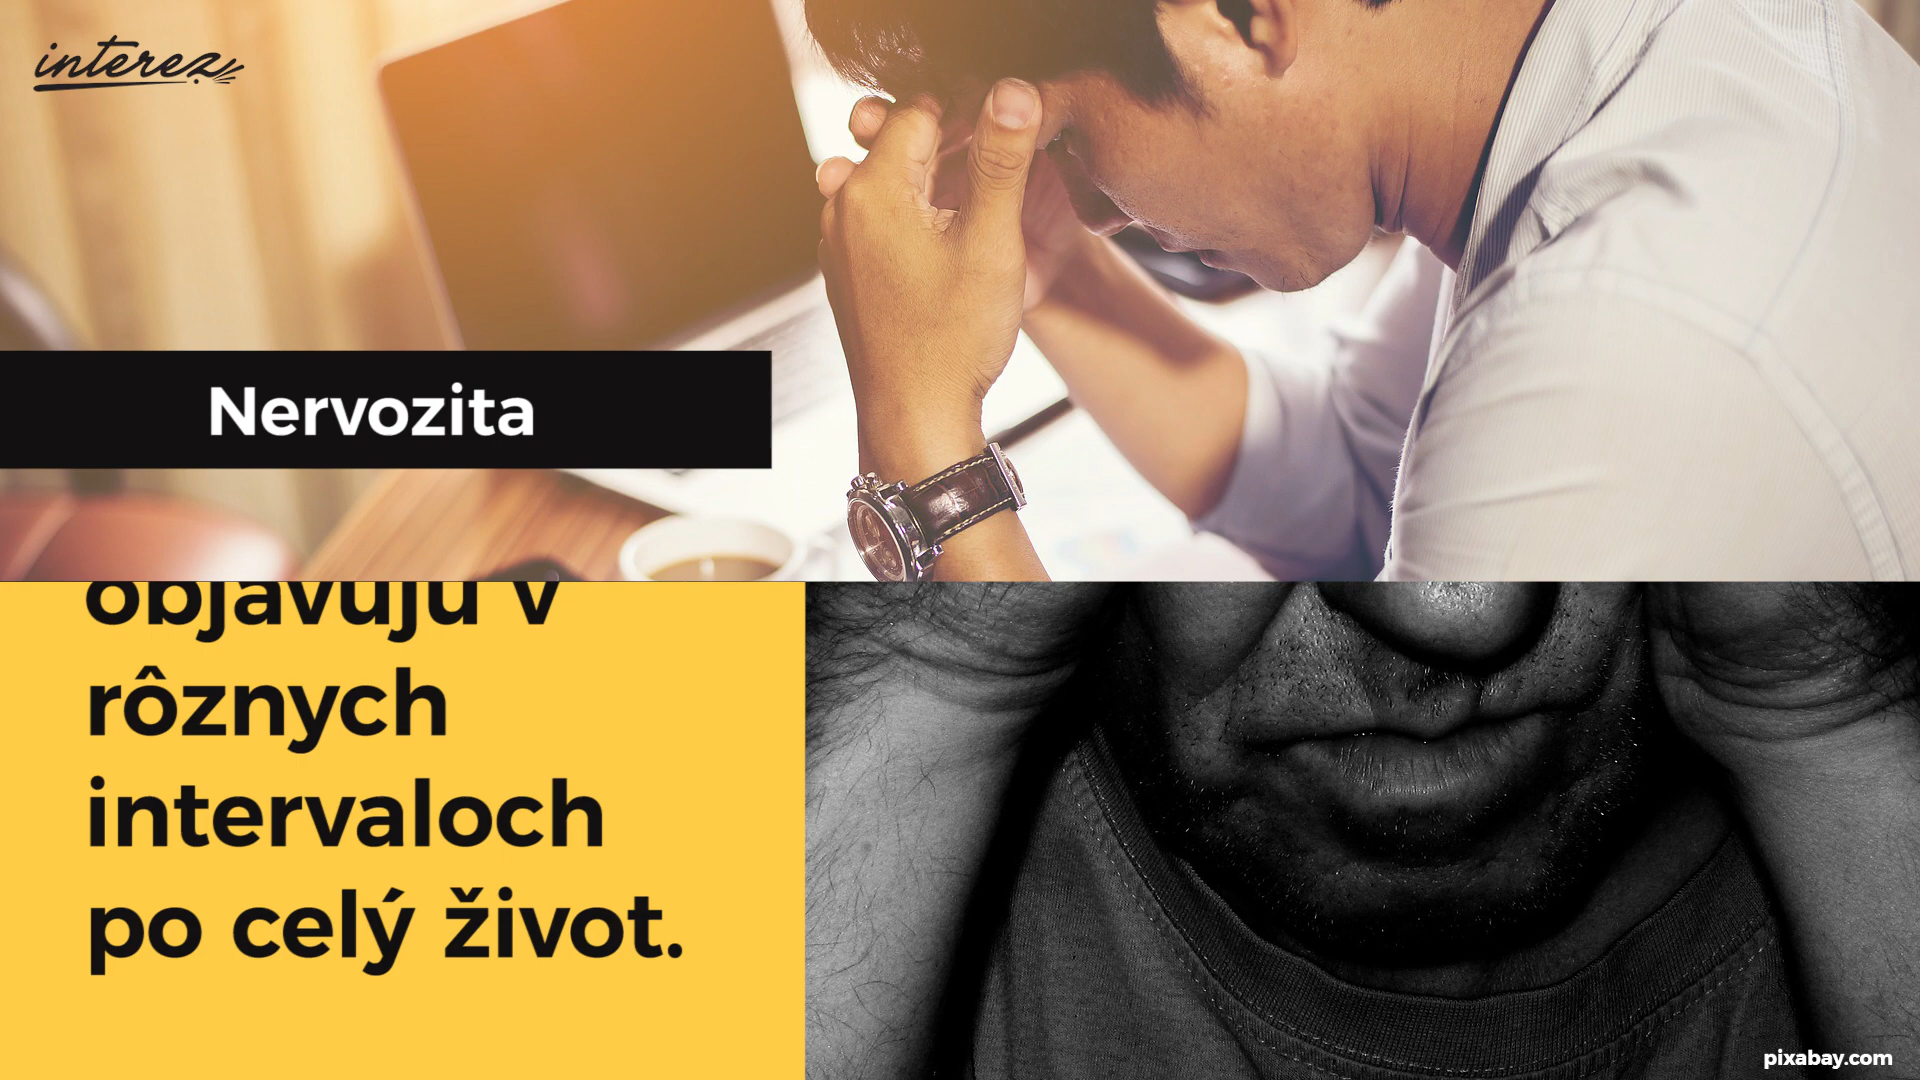 interez
Nervozita
objavujú v
rôznych
intervaloch
po celý život.
pixabay.com